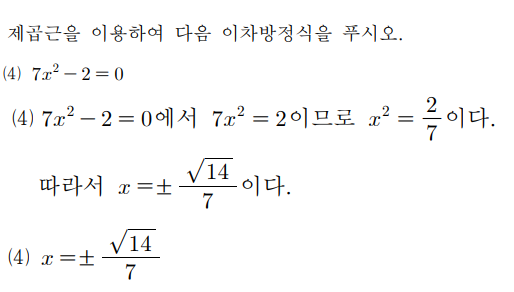 제곱근을 이용하여 다음 이차방정식을 푸시오.
(4) 7x² − 2 = 0
(4) 7x² − 2 = 0에서 7x² = 2이므로 x² = 2/7 이다.
따라서 x = ± √14/7 이다.
(4) x = ± √14/7